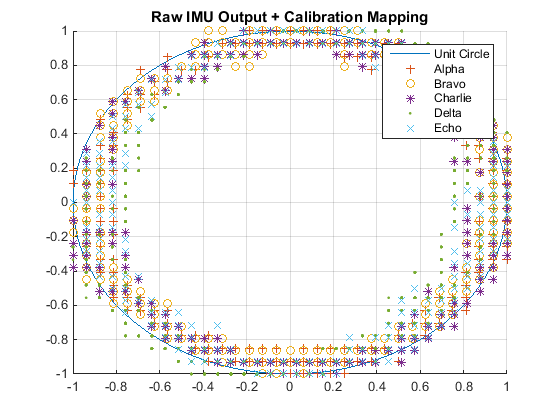 Raw IMU Output + Calibration Mapping
1
0.8
0.6
0.4
0.2
0
-0.2
-0.4
-0.6
-0.8
-1
-1 -0.8 -0.6 -0.4 -0.2 0 0.2 0.4 0.6 0.8 1
Unit Circle
Alpha
Bravo
Charlie
Delta
Echo